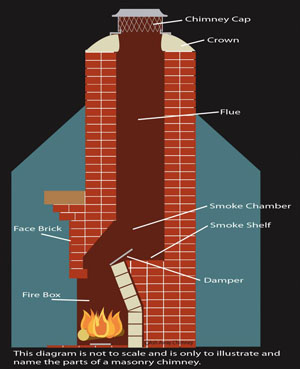 Chimney Cap
Crown
Flue
Smoke Chamber
Smoke Shelf
Face Brick
Damper
Fire Box
This diagram is not to scale and is only to illustrate and
name the parts of a masonry chimney.